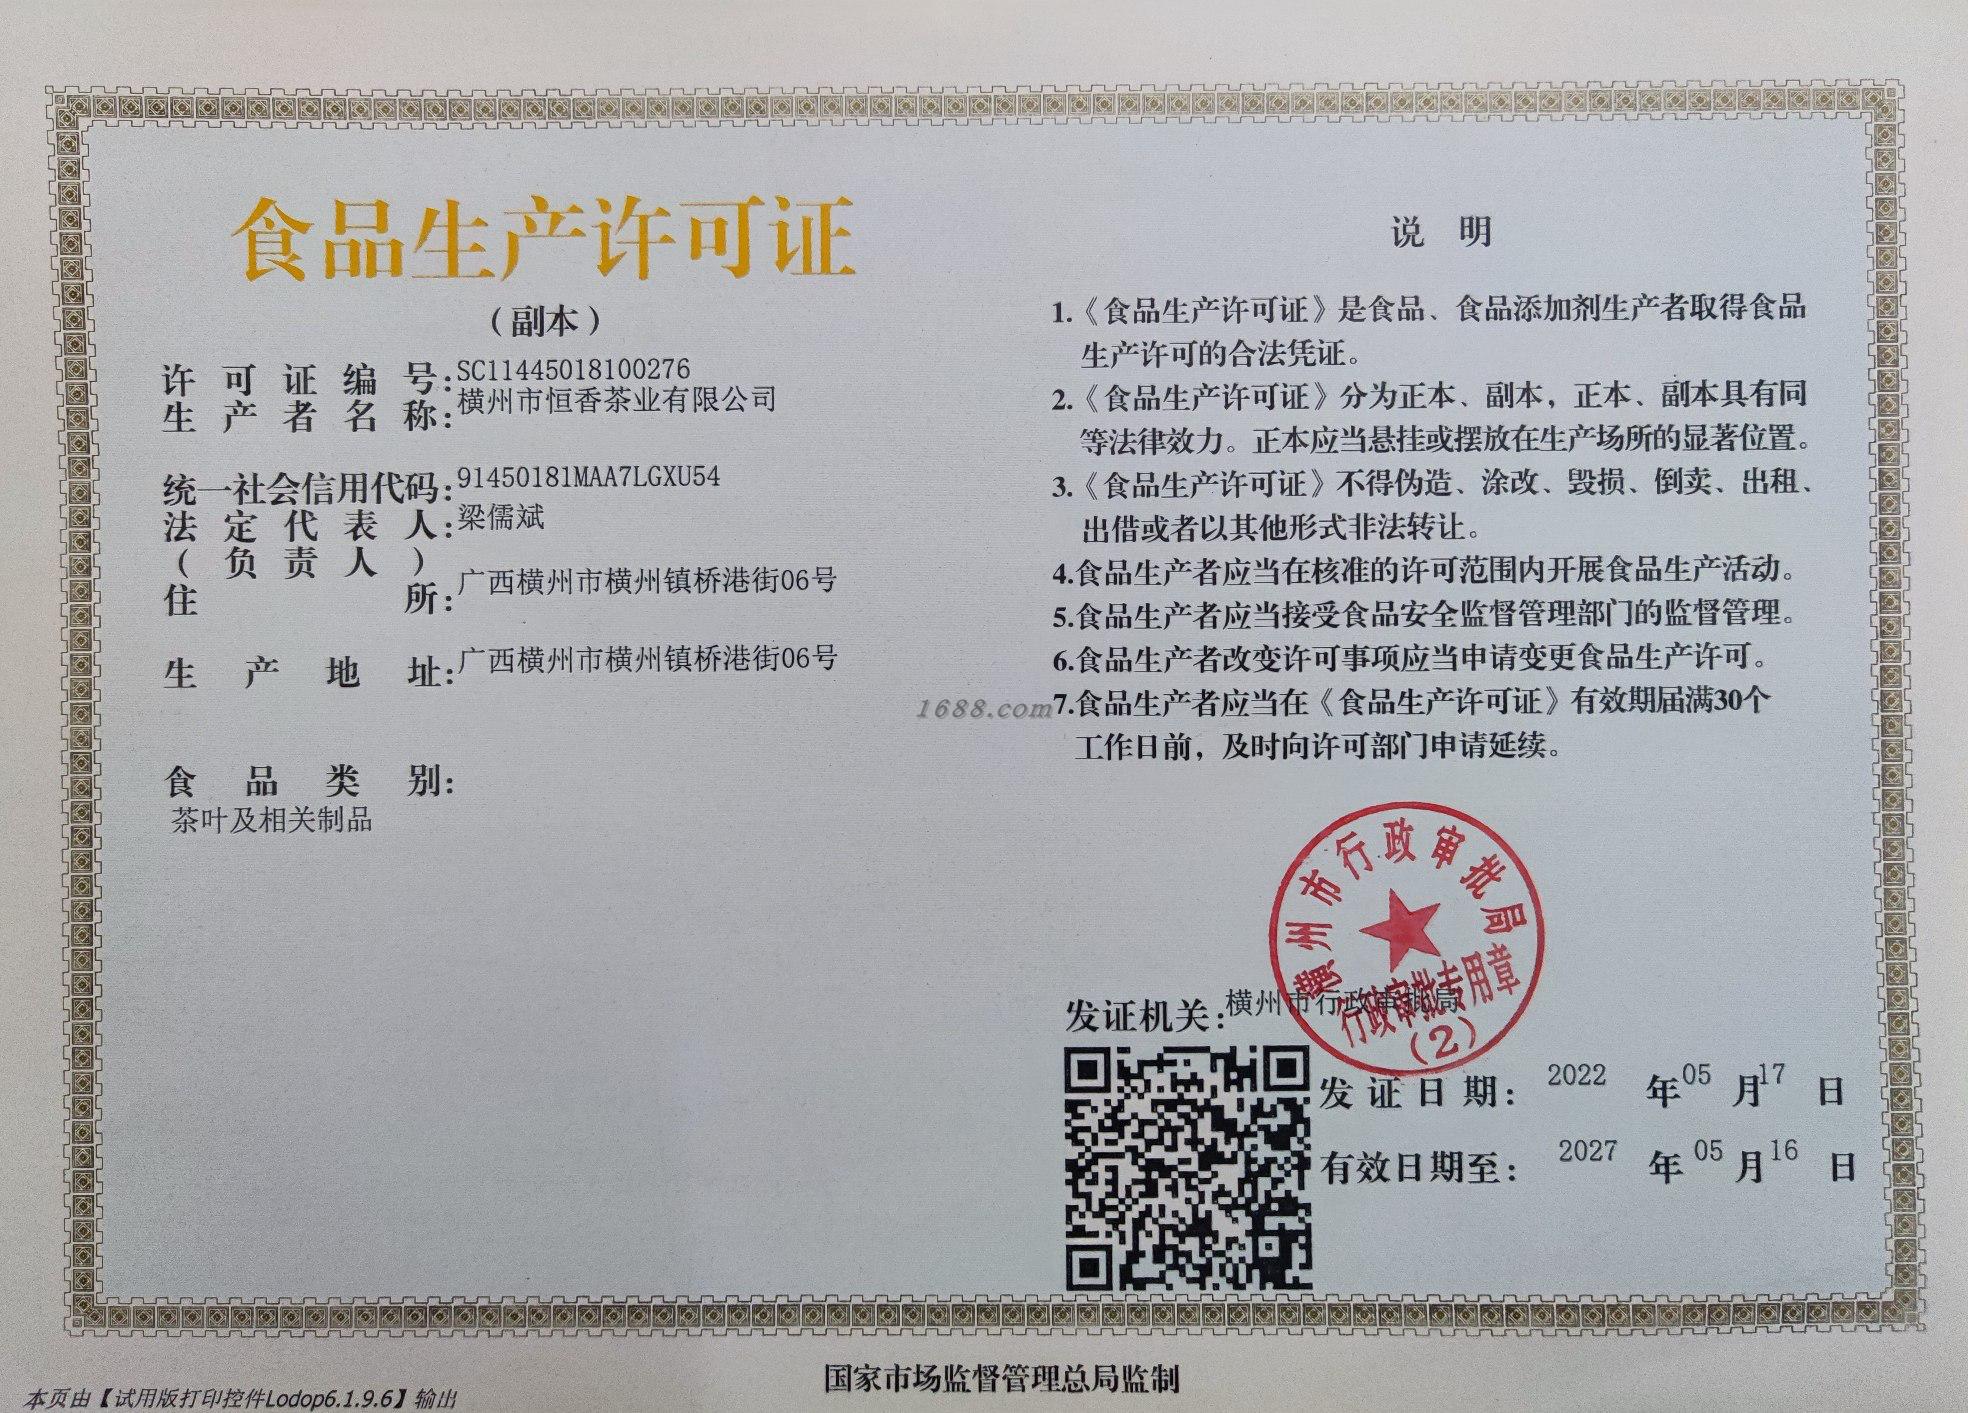 食品生产许可证
（副本）
许可证编号：SC11445018100276
生产者名称：横州市恒香茶业有限公司
统一社会信用代码：91450181MAA7LGXU54
法定代表人：梁儒斌
（负责人）
住所：广西横州市横州镇桥港街06号
生产地址：广西横州市横州镇桥港街06号
食品类别：
茶叶及相关制品
说明
1.《食品生产许可证》是食品、食品添加剂生产者取得食品
生产许可的合法凭证。
2.《食品生产许可证》分为正本、副本，正本、副本具有同
等法律效力。正本应当悬挂或摆放在生产场所的显著位置。
3.《食品生产许可证》不得伪造、涂改、毁损、倒卖、出租、
出借或者以其他形式非法转让。
4.食品生产者应当在核准的许可范围内开展食品生产活动。
5.食品生产者应当接受食品安全监督管理部门的监督管理。
6.食品生产者改变许可事项应当申请变更食品生产许可。
7.食品生产者应当在《食品生产许可证》有效期届满30个
工作日前，及时向许可部门申请延续。
1688.com
横州市行政审批局
行政审批专用章
（2）
发证机关：横州市行政审批局
发证日期：2022年05月17日
有效日期至：2027年05月16日
国家市场监督管理总局监制
本页由【试用版打印控件Lodop6.1.9.6】输出